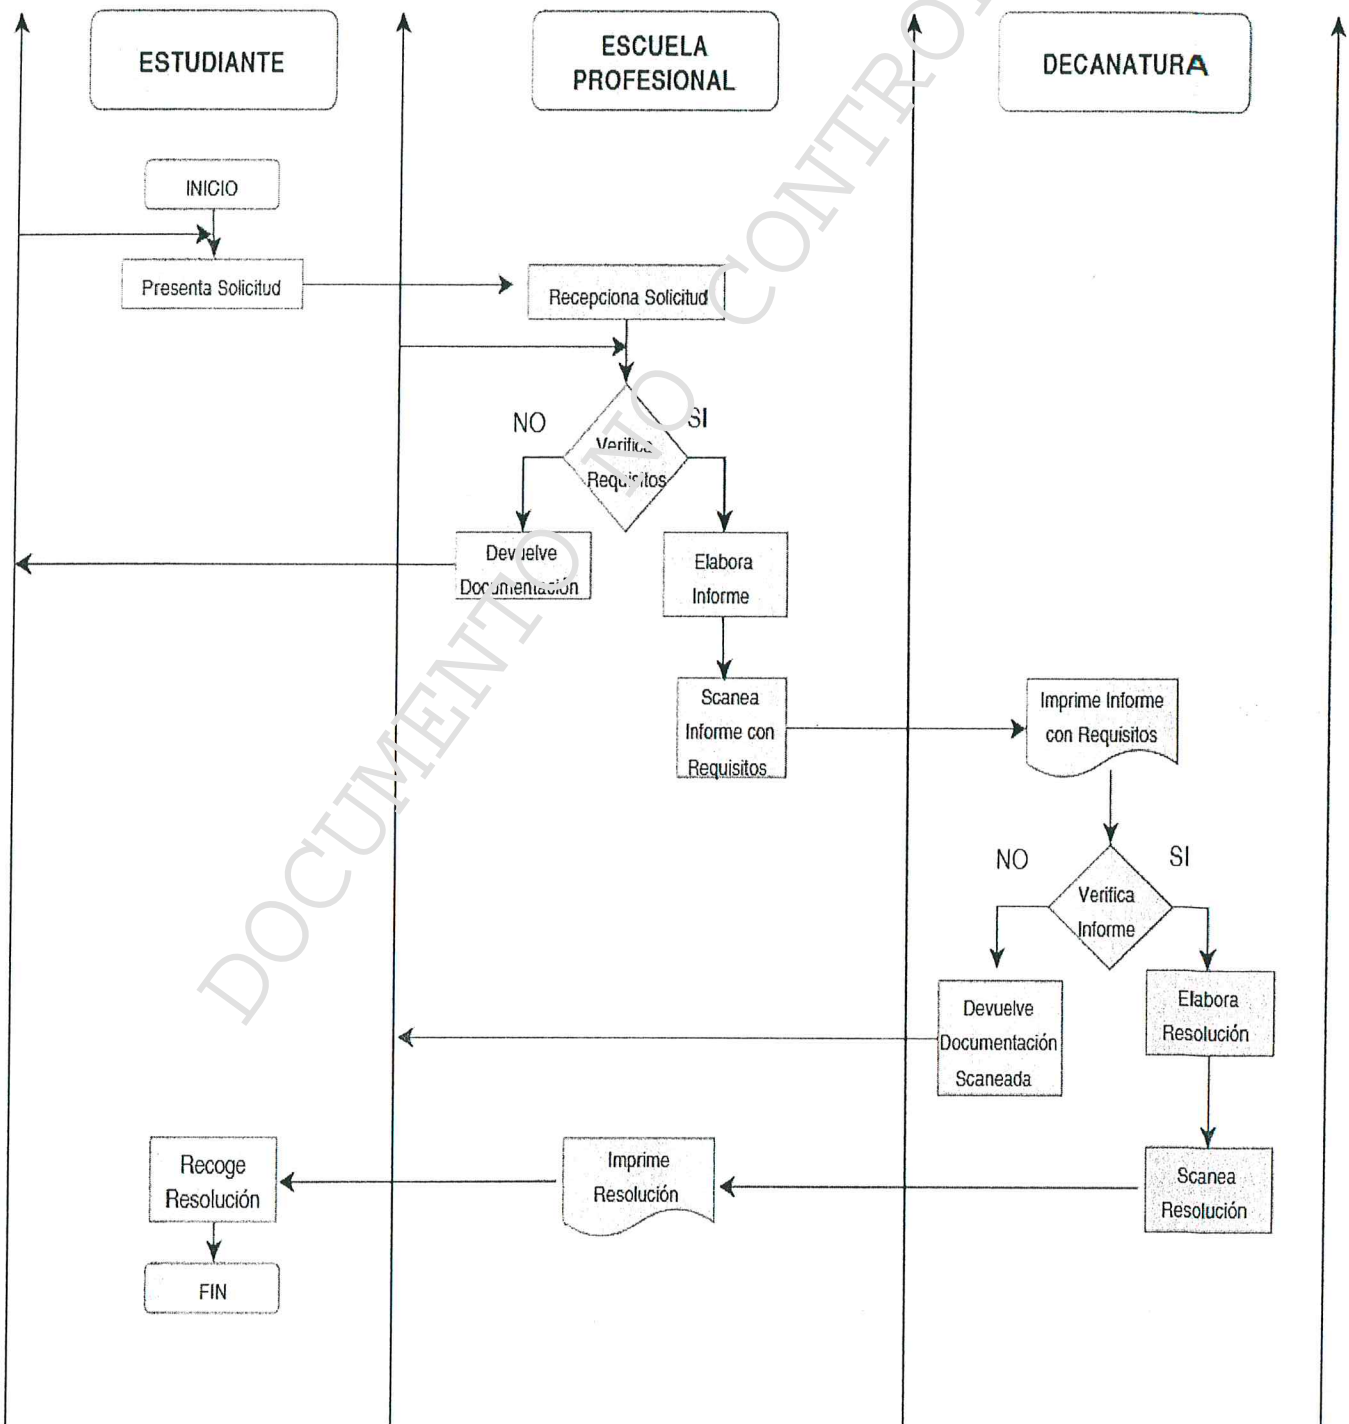 ESTUDIANTE
ESCUELA
PROFESIONAL
DECANATURA
INICIO
Presenta Solicitud
Recepciona Solicitud
NO
SI
Verifica
Requisitos
Devuelve
Documentación
Elabora
Informe
Scanea
Informe con
Requisitos
Imprime Informe
con Requisitos
NO
SI
Verifica
Informe
Devuelve
Documentación
Scaneada
Elabora
Resolución
Recoge
Resolución
Imprime
Resolución
Scanea
Resolución
FIN
DOCUMENTO NO CONTRO